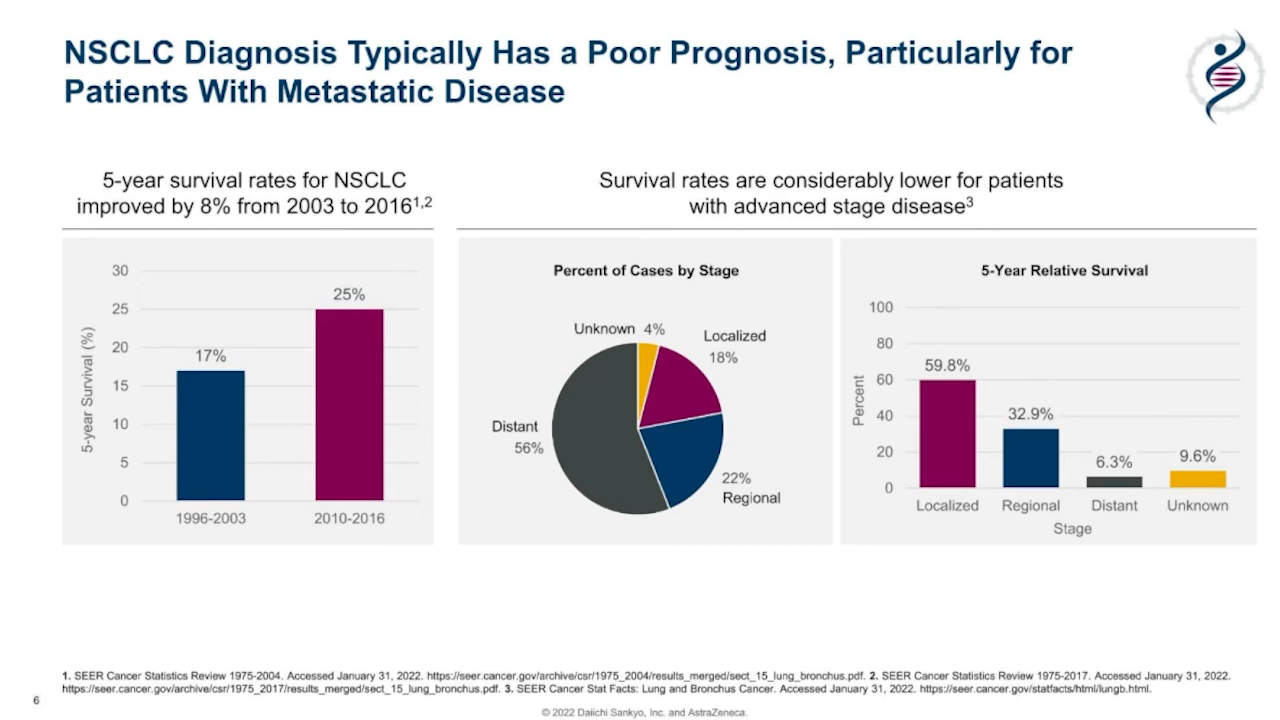 NSCLC Diagnosis Typically Has a Poor Prognosis, Particularly for
Patients With Metastatic Disease
5-year survival rates for NSCLC
improved by 8% from 2003 to 2016¹,²
30
25
20
15
10
5
0
5-year Survival (%)
17%
25%
1996-2003
2010-2016
Survival rates are considerably lower for patients
with advanced stage disease³
Percent of Cases by Stage
Unknown 4%
Localized
18%
Distant
56%
22%
Regional
5-Year Relative Survival
100
80
60
40
20
0
Percent
59.8%
32.9%
6.3%
9.6%
Localized
Regional
Distant
Unknown
Stage
1. SEER Cancer Statistics Review 1975-2004. Accessed January 31, 2022. https://seer.cancer.gov/archive/csr/1975_2004/results_merged/sect_15_lung_bronchus.pdf. 2. SEER Cancer Statistics Review 1975-2017. Accessed January 31, 2022.
https://seer.cancer.gov/archive/csr/1975_2017/results_merged/sect_15_lung_bronchus.pdf. 3. SEER Cancer Stat Facts: Lung and Bronchus Cancer. Accessed January 31, 2022. https://seer.cancer.gov/statfacts/html/lungb.html.
6
© 2022 Daiichi Sankyo, Inc. and AstraZeneca.